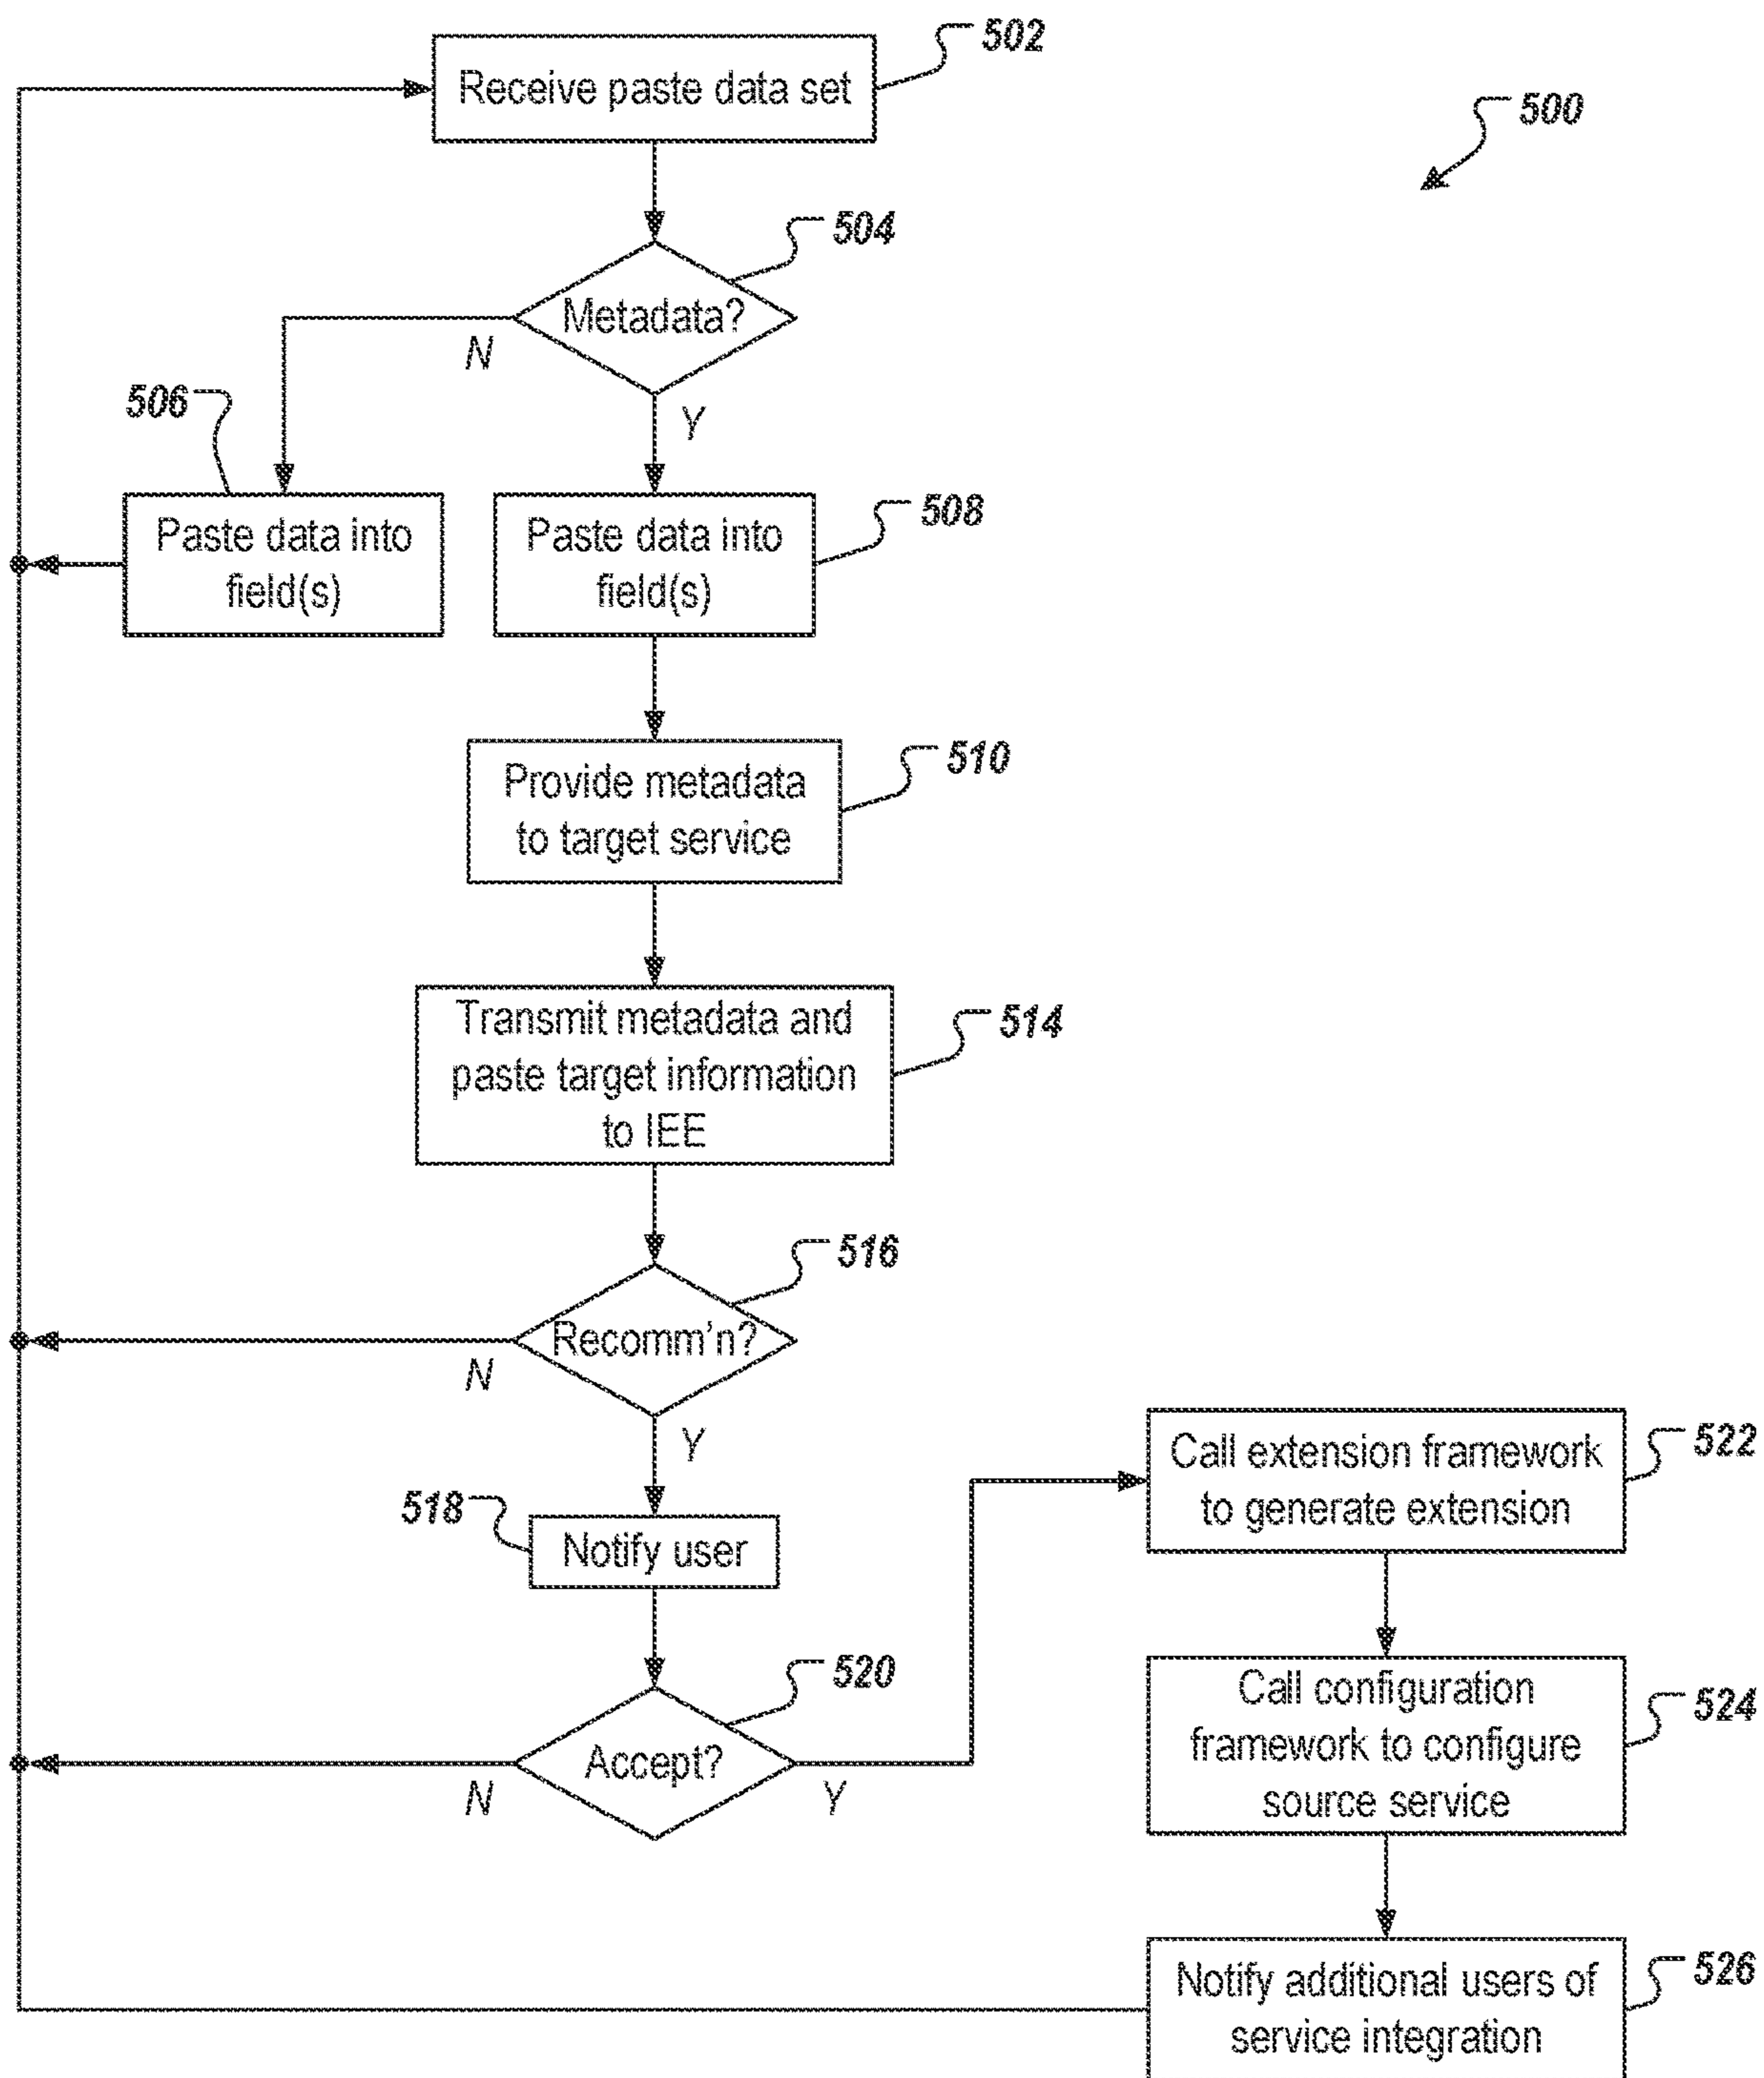 502
Receive paste data set
500
504
Metadata?
N
Y
506
Paste data into
field(s)
508
Paste data into
field(s)
510
Provide metadata
to target service
514
Transmit metadata and
paste target information
to IEE
516
Recomm'n?
N
Y
518
Notify user
520
Accept?
N
Y
522
Call extension framework
to generate extension
524
Call configuration
framework to configure
source service
526
Notify additional users of
service integration